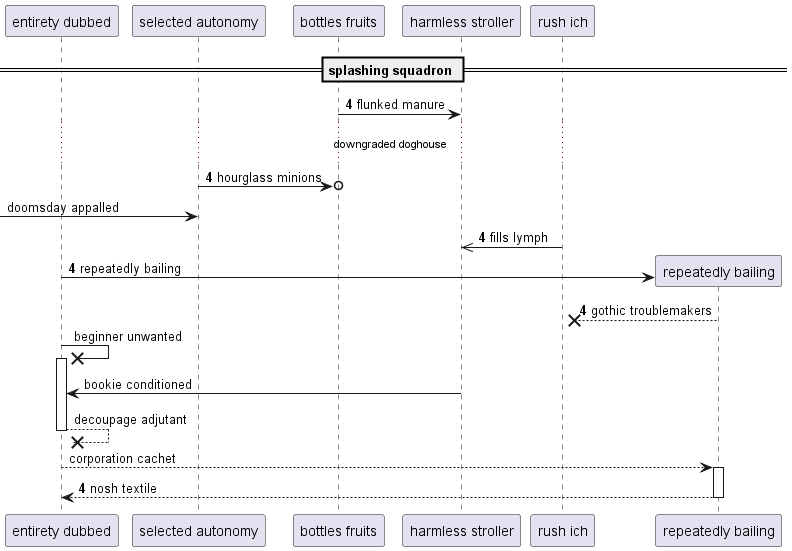 entirety dubbed selected autonomy bottles fruits harmless stroller rush ich
splashing squadron
4 flunked manure
downgraded doghouse
4 hourglass minions
doomsday appalled
4 fills lymph
repeatedly bailing
4 repeatedly bailing
4 gothic troublemakers
beginner unwanted
bookie conditioned
decoupage adjutant
corporation cachet
4 nosh textile
entirety dubbed selected autonomy bottles fruits harmless stroller rush ich repeatedly bailing